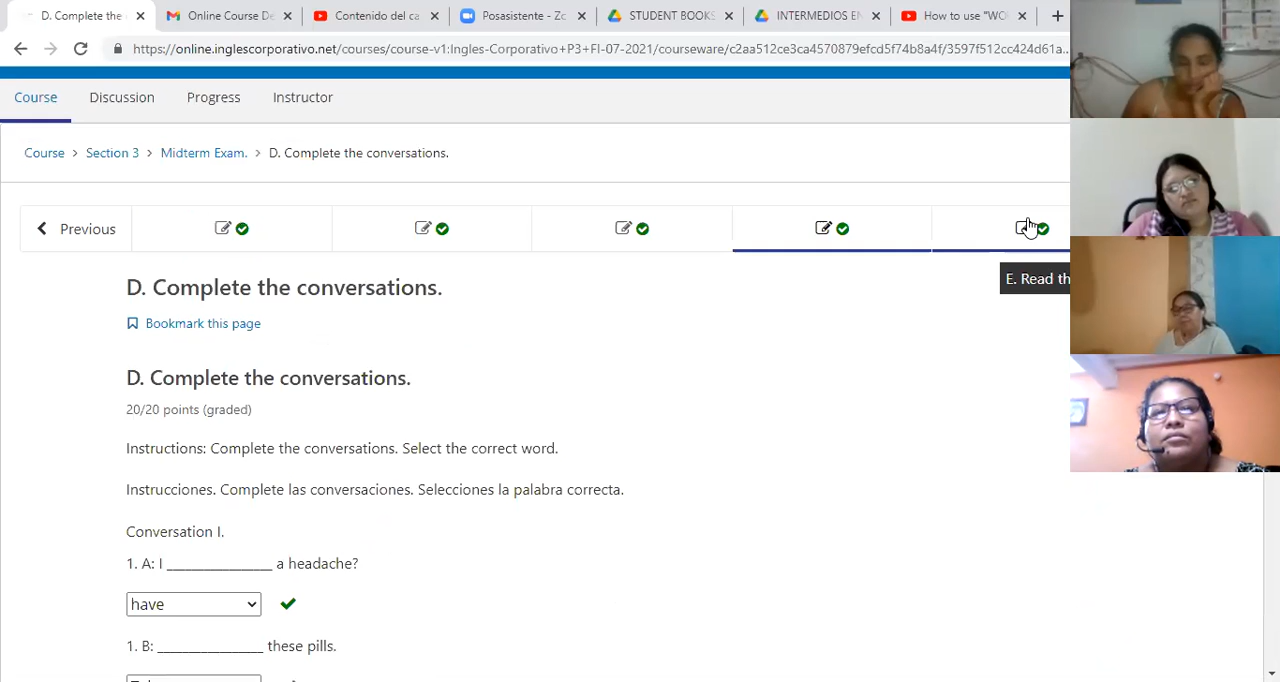 D. Complete the
Online Course De
Contenido del ca
Posasistente - Zo
STUDENT BOOKS
INTERMEDIOS EN
How to use "WO
https://online.inglescorporativo.net/courses/course-v1:Ingles-Corporativo+P3+FI-07-2021/courseware/c2aa512ce3ca4570879efcd5f74b8a4f/3597f512cc424d61a...
Course Discussion Progress Instructor
Course > Section 3 > Midterm Exam. > D. Complete the conversations.
Previous
E. Read th
D. Complete the conversations.
Bookmark this page
D. Complete the conversations.
20/20 points (graded)
Instructions: Complete the conversations. Select the correct word.
Instrucciones. Complete las conversaciones. Selecciones la palabra correcta.
Conversation I.
1. A: I ________________ a headache?
have
1. B: ________________ these pills.